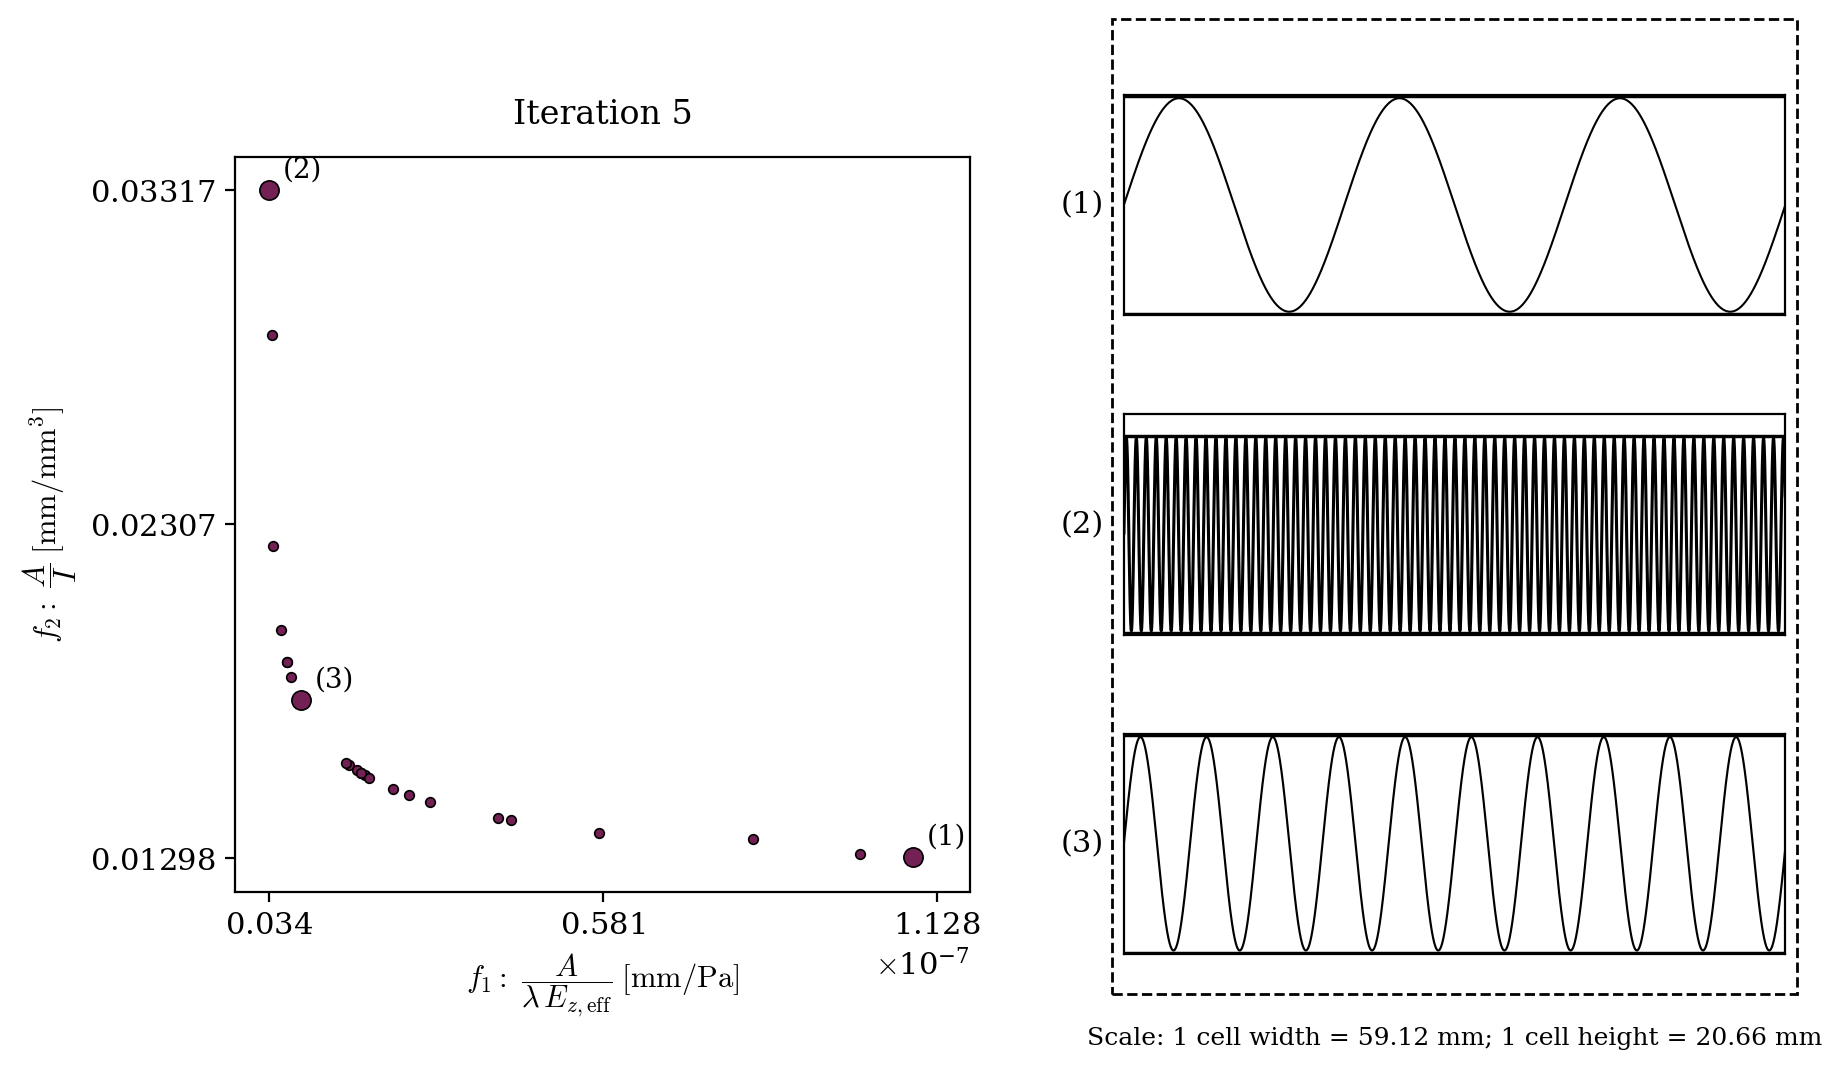 Iteration 5
0.03317
0.02307
0.01298
f₂ : A/I [mm/mm³]
(2)
(3)
(1)
0.034 0.581 1.128
×10⁻⁷
f₁ : A/(λ E_z,eff) [mm/Pa]
(1)
(2)
(3)
Scale: 1 cell width = 59.12 mm; 1 cell height = 20.66 mm